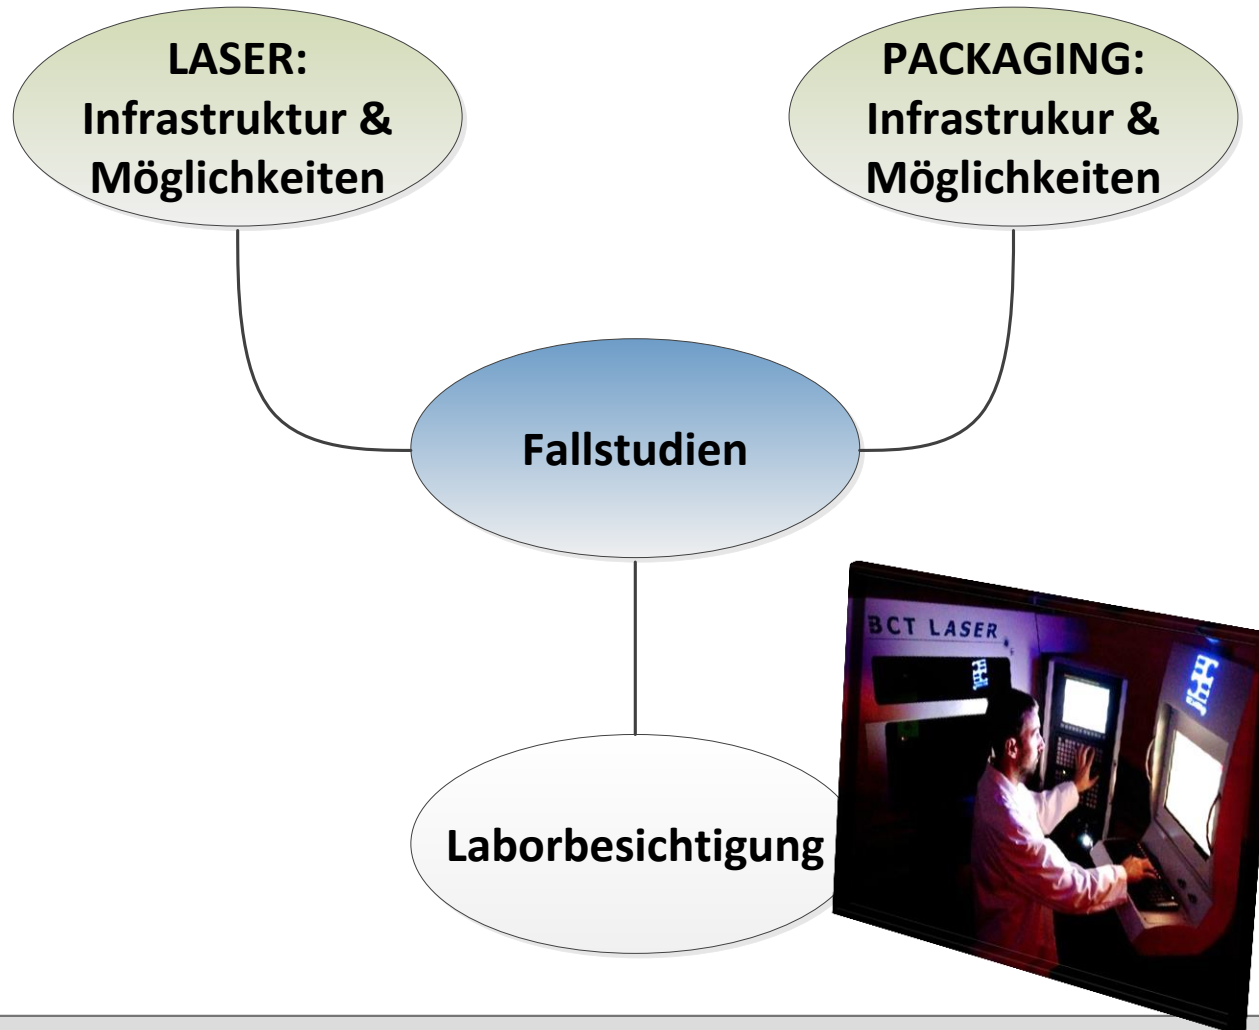 LASER:
Infrastruktur &
Möglichkeiten
PACKAGING:
Infrastrukur &
Möglichkeiten
Fallstudien
BCT LASER
Laborbesichtigung